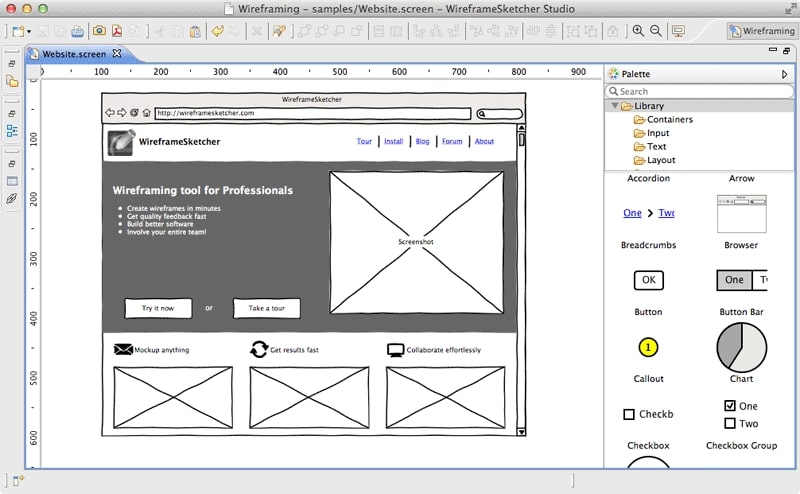 Wireframing – samples/Website.screen – WireframeSketcher Studio
Wireframing
Website.screen
0 100 200 300 400 500 600 700 800 900
0
100
200
300
400
500
600
WireframeSketcher
http://wireframesketcher.com
WireframeSketcher
Tour Install Blog Forum About
Wireframing tool for Professionals
Create wireframes in minutes
Get quality feedback fast
Build better software
Involve your entire team!
Screenshot
Try it now or Take a tour
Mockup anything Get results fast Collaborate effortlessly
Palette
Search
Library
Containers
Input
Text
Layout
Accordion Arrow
One > Two
Breadcrumbs Browser
OK One Tv
Button Button Bar
1
Callout Chart
Checkb One
Two
Checkbox Checkbox Group